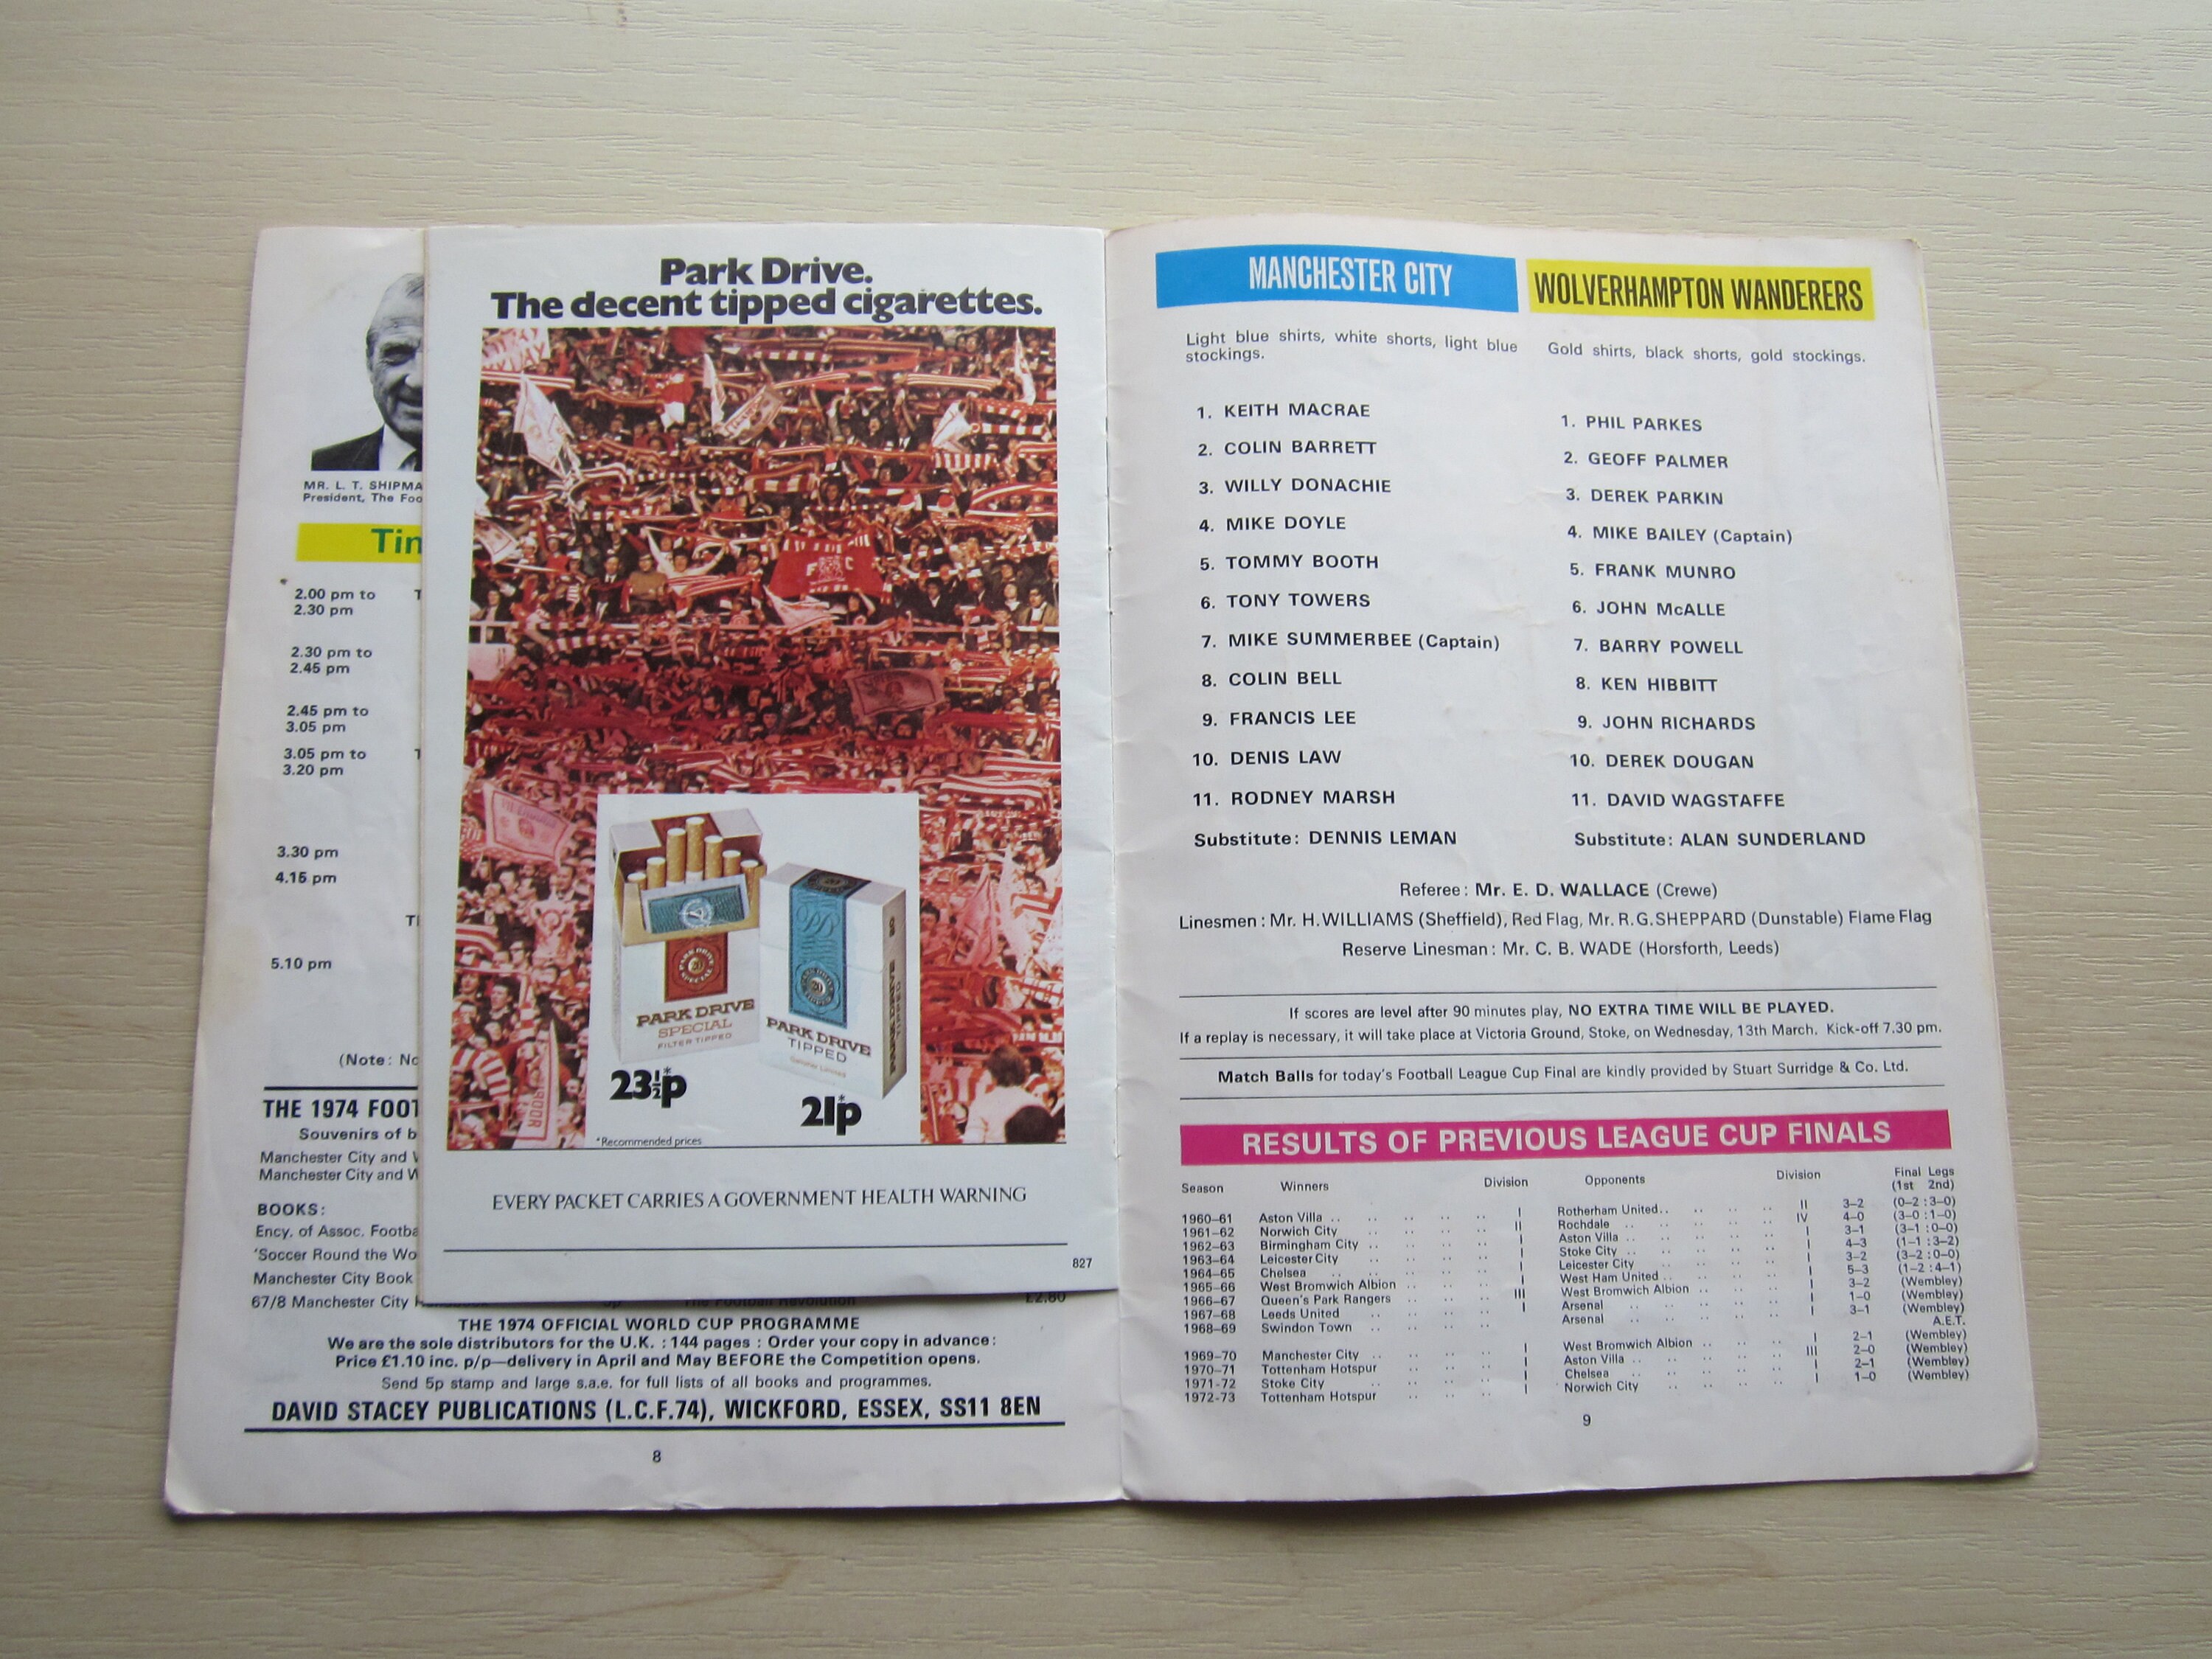 MR. L. T. SHIPMA
President, The Foo
Tin
2.00 pm to T
2.30 pm
2.30 pm to
2.45 pm
2.45 pm to
3.05 pm
3.05 pm to T
3.20 pm
3.30 pm
4.15 pm
Tl
5.10 pm
(Note: No
THE 1974 FOOT
Souvenirs of b
Manchester City and V
Manchester City and W
BOOKS:
Ency. of Assoc. Footba
'Soccer Round the Wo
Manchester City Book
67/8 Manchester City
£2.60
THE 1974 OFFICIAL WORLD CUP PROGRAMME
We are the sole distributors for the U.K. : 144 pages : Order your copy in advance:
Price £1.10 inc. p/p—delivery in April and May BEFORE the Competition opens.
Send 5p stamp and large s.a.e. for full lists of all books and programmes.
DAVID STACEY PUBLICATIONS (L.C.F.74), WICKFORD, ESSEX, SS11 8EN
8
Park Drive.
The decent tipped cigarettes.
F C
PARK DRIVE
SPECIAL
FILTER TIPPED
PARK DRIVE
TIPPED
PARK DRIVE
TIPPED
20
23½p*
21p*
*Recommended prices
EVERY PACKET CARRIES A GOVERNMENT HEALTH WARNING
827
MANCHESTER CITY
Light blue shirts, white shorts, light blue
stockings.
1. KEITH MACRAE
2. COLIN BARRETT
3. WILLY DONACHIE
4. MIKE DOYLE
5. TOMMY BOOTH
6. TONY TOWERS
7. MIKE SUMMERBEE (Captain)
8. COLIN BELL
9. FRANCIS LEE
10. DENIS LAW
11. RODNEY MARSH
Substitute: DENNIS LEMAN
WOLVERHAMPTON WANDERERS
Gold shirts, black shorts, gold stockings.
1. PHIL PARKES
2. GEOFF PALMER
3. DEREK PARKIN
4. MIKE BAILEY (Captain)
5. FRANK MUNRO
6. JOHN McALLE
7. BARRY POWELL
8. KEN HIBBITT
9. JOHN RICHARDS
10. DEREK DOUGAN
11. DAVID WAGSTAFFE
Substitute: ALAN SUNDERLAND
Referee: Mr. E. D. WALLACE (Crewe)
Linesmen: Mr. H. WILLIAMS (Sheffield), Red Flag, Mr. R.G. SHEPPARD (Dunstable) Flame Flag
Reserve Linesman: Mr. C. B. WADE (Horsforth, Leeds)
If scores are level after 90 minutes play, NO EXTRA TIME WILL BE PLAYED.
If a replay is necessary, it will take place at Victoria Ground, Stoke, on Wednesday, 13th March. Kick-off 7.30 pm.
Match Balls for today's Football League Cup Final are kindly provided by Stuart Surridge & Co. Ltd.
RESULTS OF PREVIOUS LEAGUE CUP FINALS
Season Winners Division Opponents Division Final Legs
(1st 2nd)
1960-61 Aston Villa .. .. .. .. .. I Rotherham United .. .. .. .. II 3-2 (0-2 : 3-0)
1961-62 Norwich City .. .. .. .. II Rochdale .. .. .. .. .. IV 4-0 (3-0 : 1-0)
1962-63 Birmingham City .. .. .. .. I Aston Villa .. .. .. .. .. I 3-1 (3-1 : 0-0)
1963-64 Leicester City .. .. .. .. I Stoke City .. .. .. .. .. I 4-3 (1-1 : 3-2)
1964-65 Chelsea .. .. .. .. .. I Leicester City .. .. .. .. I 3-2 (3-2 : 0-0)
1965-66 West Bromwich Albion .. .. .. I West Ham United .. .. .. .. I 5-3 (1-2 : 4-1)
1966-67 Queen's Park Rangers .. .. .. III West Bromwich Albion .. .. .. I 3-2 (Wembley)
1967-68 Leeds United .. .. .. .. I Arsenal .. .. .. .. .. I 1-0 (Wembley)
1968-69 Swindon Town .. .. .. .. Arsenal .. .. .. .. .. I 3-1 (Wembley)
A.E.T.
1969-70 Manchester City .. .. .. .. I West Bromwich Albion .. .. .. I 2-1 (Wembley)
1970-71 Tottenham Hotspur .. .. .. I Aston Villa .. .. .. .. III 2-0 (Wembley)
1971-72 Stoke City .. .. .. .. I Chelsea .. .. .. .. .. I 2-1 (Wembley)
1972-73 Tottenham Hotspur .. .. .. I Norwich City .. .. .. .. I 1-0 (Wembley)
9